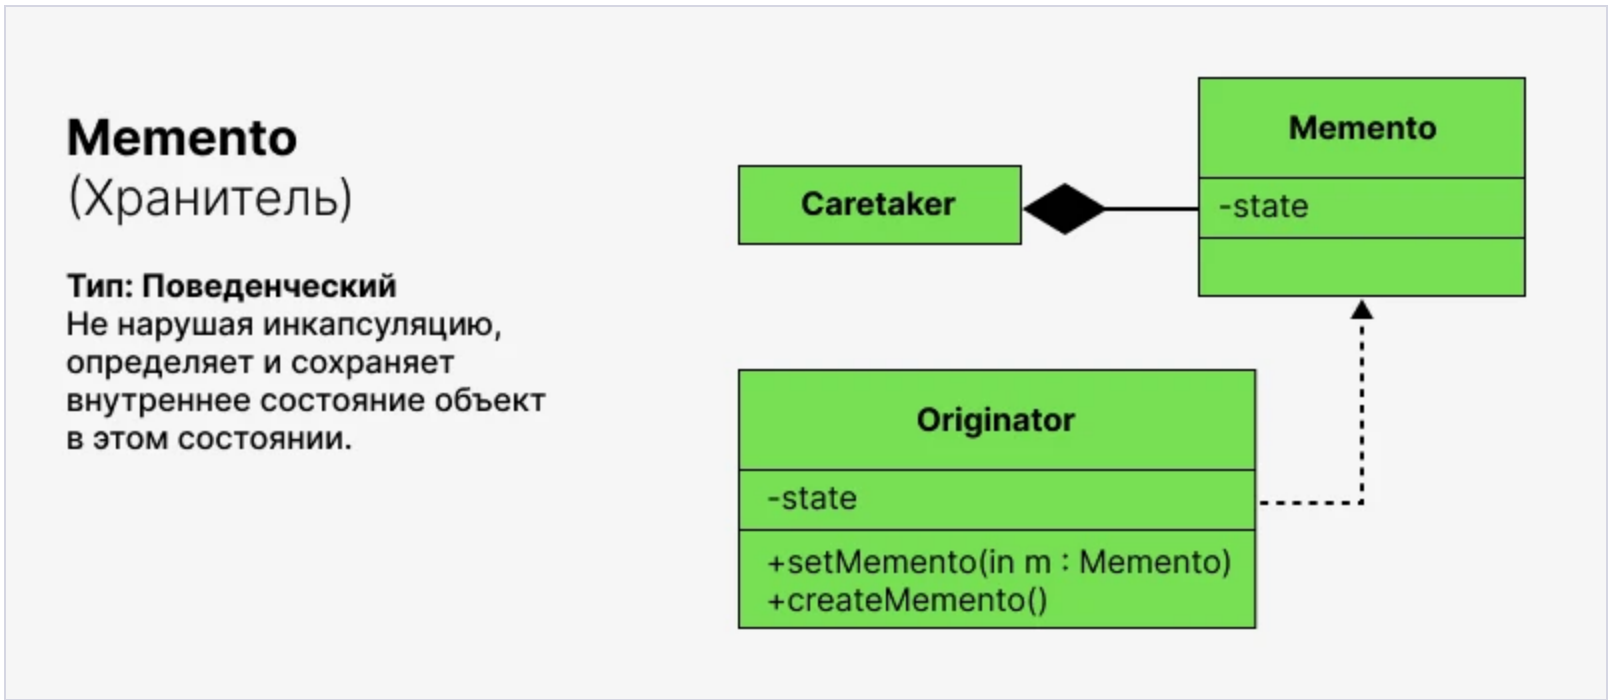 Memento
(Хранитель)
Тип: Поведенческий
Не нарушая инкапсуляцию,
определяет и сохраняет
внутреннее состояние объект
в этом состоянии.
Caretaker
Memento
-state
Originator
-state
+setMemento(in m : Memento)
+createMemento()